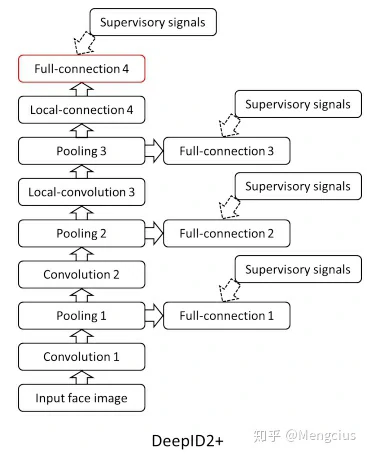 Supervisory signals
Full-connection 4
Local-connection 4
Supervisory signals
Pooling 3
Full-connection 3
Local-convolution 3
Supervisory signals
Pooling 2
Full-connection 2
Convolution 2
Supervisory signals
Pooling 1
Full-connection 1
Convolution 1
Input face image
DeepID2+
知乎 @Mengcius